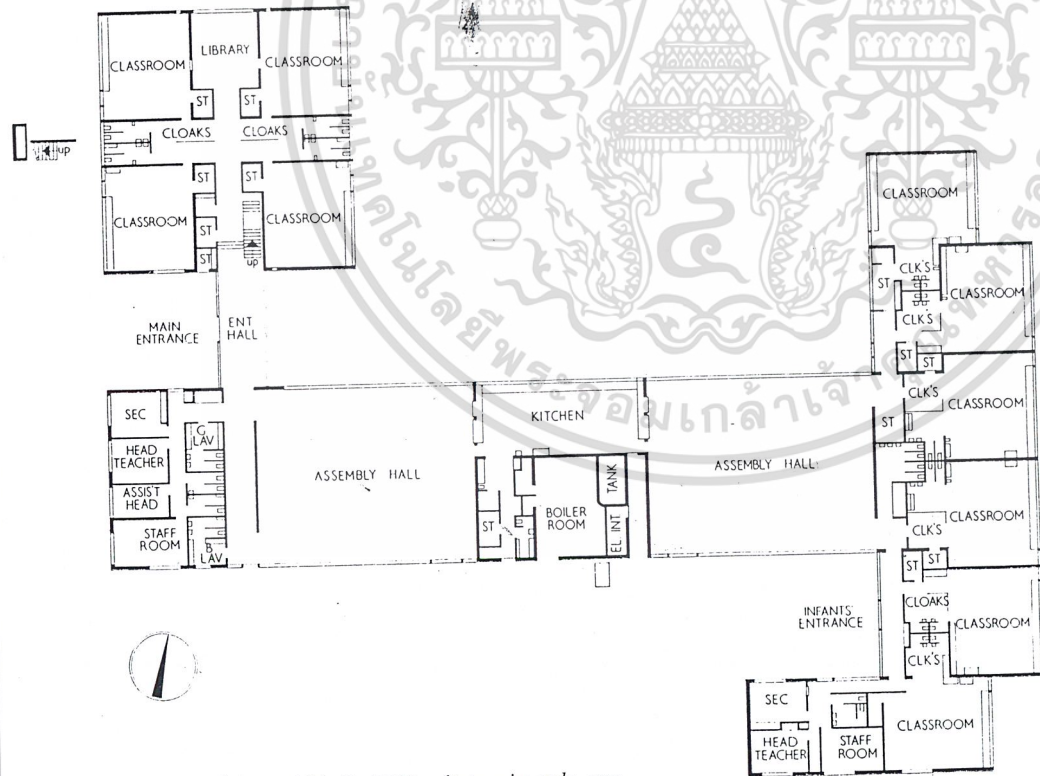 CLASSROOM
LIBRARY
CLASSROOM
ST
ST
CLOAKS
CLOAKS
up
ST
ST
CLASSROOM
CLASSROOM
ST
ST
up
MAIN
ENTRANCE
ENT
HALL
SEC
HEAD
TEACHER
ASSIS'T
HEAD
STAFF
ROOM
G
LAV
B
LAV
ASSEMBLY HALL
KITCHEN
ST
BOILER
ROOM
TANK
EL. INT
ASSEMBLY HALL
CLASSROOM
CLK'S
ST
CLASSROOM
CLK'S
ST
ST
CLK'S
CLASSROOM
ST
CLASSROOM
CLK'S
ST
ST
INFANTS'
ENTRANCE
CLOAKS
CLASSROOM
CLK'S
SEC
CLASSROOM
HEAD
TEACHER
STAFF
ROOM